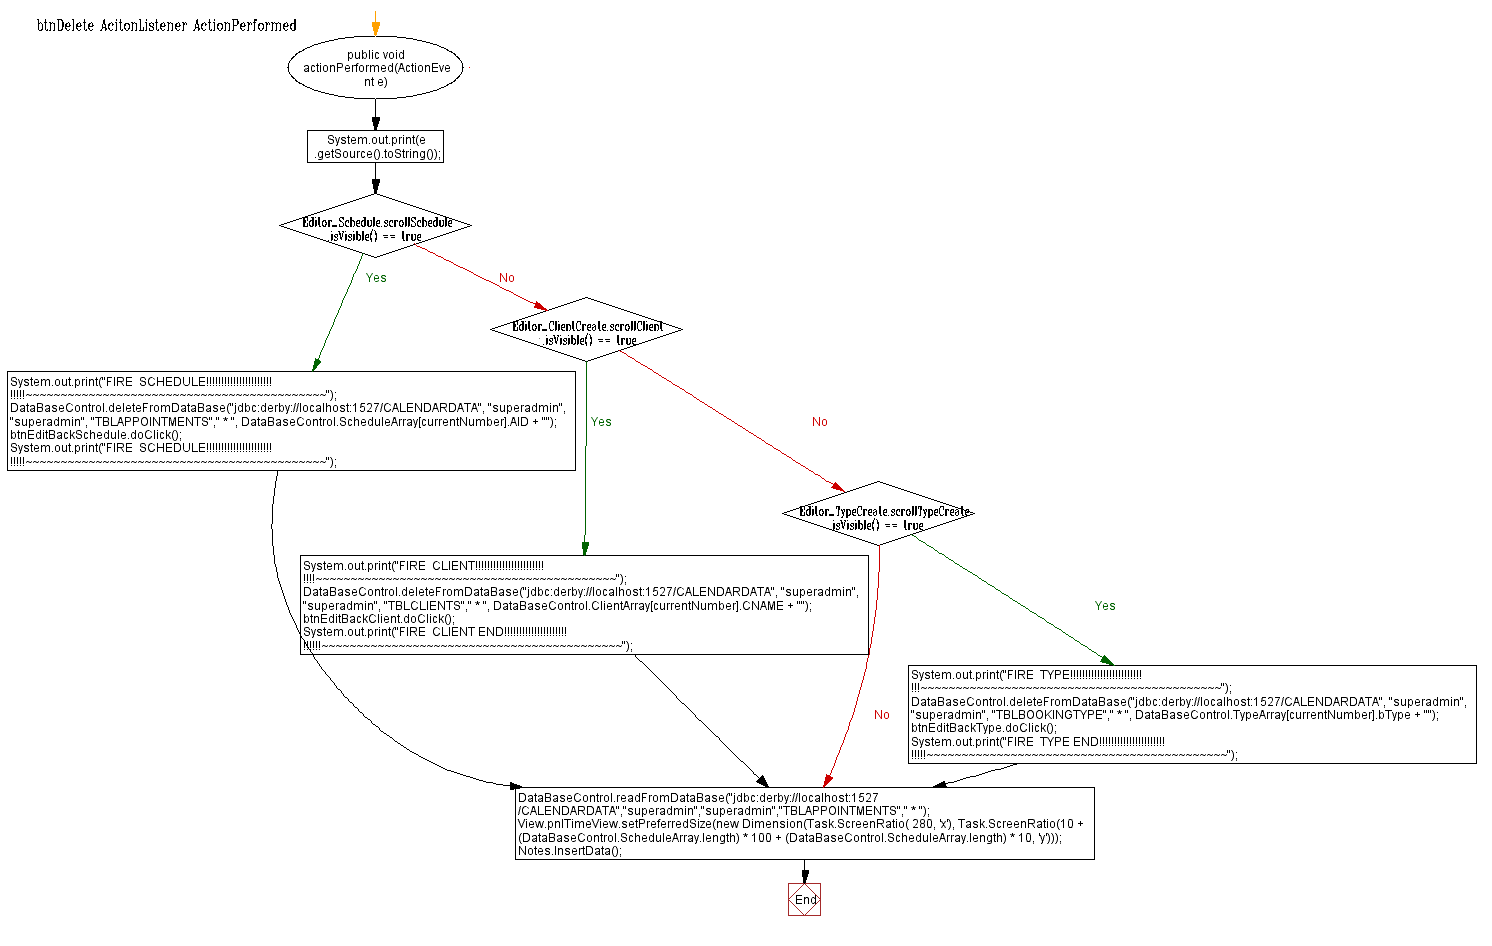 btnDelete AcitonListener ActionPerformed
public void
actionPerformed(ActionEve
nt e)
System.out.print(e
.getSource().toString());
Editor_Schedule.scrollSchedule
.isVisible() == true
Yes
No
Editor_ClientCreate.scrollClient
.isVisible() == true
System.out.print("FIRE  SCHEDULE!!!!!!!!!!!!!!!!!!!!!!
!!!!!~~~~~~~~~~~~~~~~~~~~~~~~~~~~~~~~~~~~~~~~~~~");
DataBaseControl.deleteFromDataBase("jdbc:derby://localhost:1527/CALENDARDATA", "superadmin",
"superadmin", "TBLAPPOINTMENTS"," * ", DataBaseControl.ScheduleArray[currentNumber].AID + "");
btnEditBackSchedule.doClick();
System.out.print("FIRE  SCHEDULE!!!!!!!!!!!!!!!!!!!!!!
!!!!!~~~~~~~~~~~~~~~~~~~~~~~~~~~~~~~~~~~~~~~~~~~");
Yes
No
Editor_TypeCreate.scrollTypeCreate
.isVisible() == true
System.out.print("FIRE  CLIENT!!!!!!!!!!!!!!!!!!!!!!!
!!!!~~~~~~~~~~~~~~~~~~~~~~~~~~~~~~~~~~~~~~~~~~~");
DataBaseControl.deleteFromDataBase("jdbc:derby://localhost:1527/CALENDARDATA", "superadmin",
"superadmin", "TBLCLIENTS"," * ", DataBaseControl.ClientArray[currentNumber].CNAME + "");
btnEditBackClient.doClick();
System.out.print("FIRE  CLIENT END!!!!!!!!!!!!!!!!!!!!!
!!!!!!~~~~~~~~~~~~~~~~~~~~~~~~~~~~~~~~~~~~~~~~~~~");
Yes
No
System.out.print("FIRE  TYPE!!!!!!!!!!!!!!!!!!!!!!!!
!!!~~~~~~~~~~~~~~~~~~~~~~~~~~~~~~~~~~~~~~~~~~~");
DataBaseControl.deleteFromDataBase("jdbc:derby://localhost:1527/CALENDARDATA", "superadmin",
"superadmin", "TBLBOOKINGTYPE"," * ", DataBaseControl.TypeArray[currentNumber].bType + "");
btnEditBackType.doClick();
System.out.print("FIRE  TYPE END!!!!!!!!!!!!!!!!!!!!!!
!!!!!~~~~~~~~~~~~~~~~~~~~~~~~~~~~~~~~~~~~~~~~~~~");
DataBaseControl.readFromDataBase("jdbc:derby://localhost:1527
/CALENDARDATA","superadmin","superadmin","TBLAPPOINTMENTS"," * ");
View.pnlTimeView.setPreferredSize(new Dimension(Task.ScreenRatio( 280, 'x'), Task.ScreenRatio(10 +
(DataBaseControl.ScheduleArray.length) * 100 + (DataBaseControl.ScheduleArray.length) * 10, 'y')));
Notes.InsertData();
End